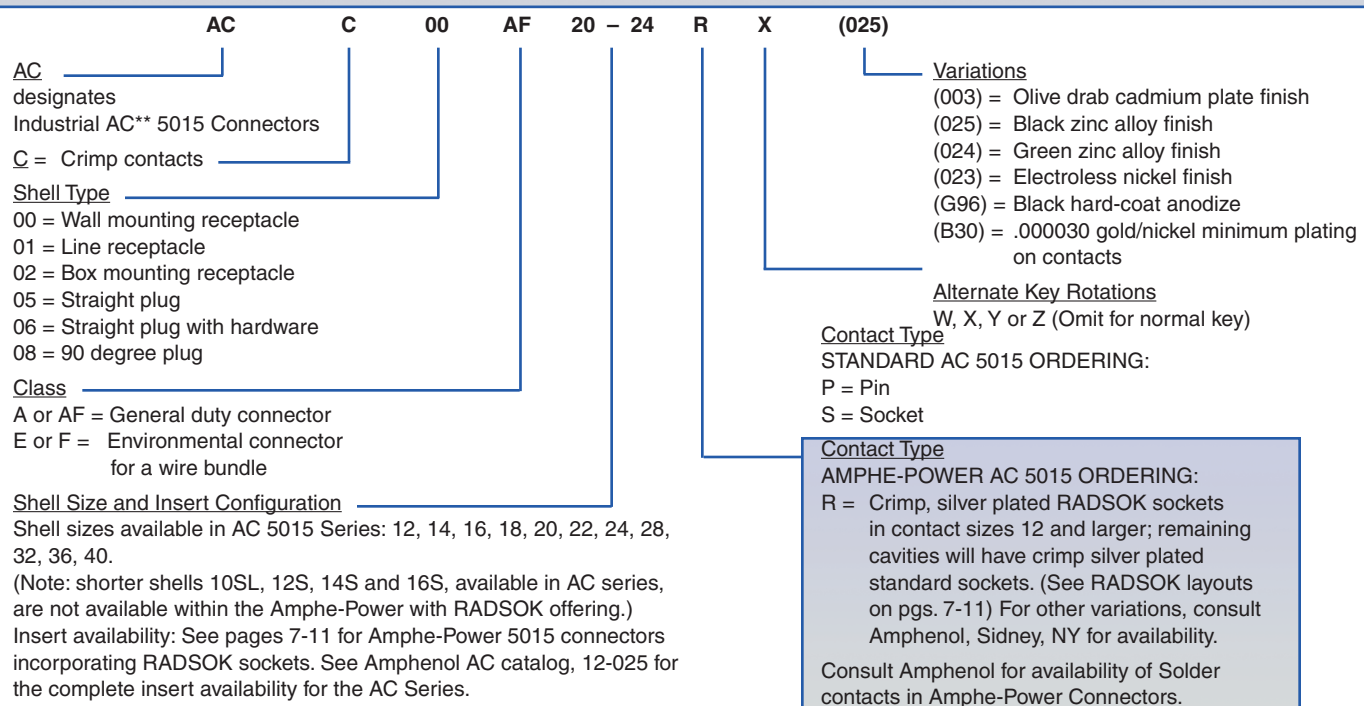 AC C 00 AF 20 – 24 R X (025)
AC
designates
Industrial AC** 5015 Connectors
C = Crimp contacts
Shell Type
00 = Wall mounting receptacle
01 = Line receptacle
02 = Box mounting receptacle
05 = Straight plug
06 = Straight plug with hardware
08 = 90 degree plug
Class
A or AF = General duty connector
E or F = Environmental connector
for a wire bundle
Shell Size and Insert Configuration
Shell sizes available in AC 5015 Series: 12, 14, 16, 18, 20, 22, 24, 28,
32, 36, 40.
(Note: shorter shells 10SL, 12S, 14S and 16S, available in AC series,
are not available within the Amphe-Power with RADSOK offering.)
Insert availability: See pages 7-11 for Amphe-Power 5015 connectors
incorporating RADSOK sockets. See Amphenol AC catalog, 12-025 for
the complete insert availability for the AC Series.
Variations
(003) = Olive drab cadmium plate finish
(025) = Black zinc alloy finish
(024) = Green zinc alloy finish
(023) = Electroless nickel finish
(G96) = Black hard-coat anodize
(B30) = .000030 gold/nickel minimum plating
on contacts
Alternate Key Rotations
W, X, Y or Z (Omit for normal key)
Contact Type
STANDARD AC 5015 ORDERING:
P = Pin
S = Socket
Contact Type
AMPHE-POWER AC 5015 ORDERING:
R = Crimp, silver plated RADSOK sockets
in contact sizes 12 and larger; remaining
cavities will have crimp silver plated
standard sockets. (See RADSOK layouts
on pgs. 7-11) For other variations, consult
Amphenol, Sidney, NY for availability.
Consult Amphenol for availability of Solder
contacts in Amphe-Power Connectors.